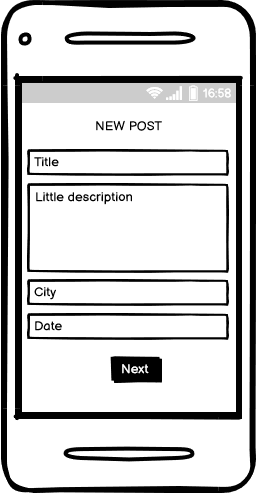 16:58
NEW POST
Title
Little description
City
Date
Next